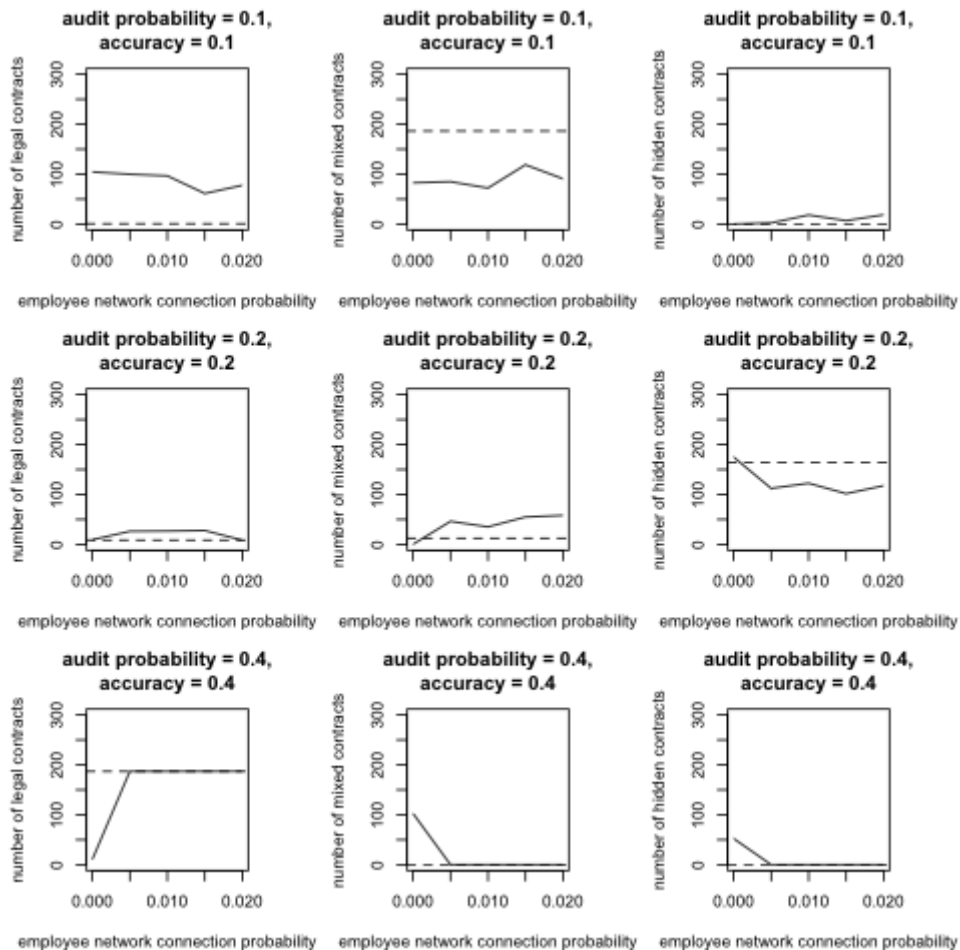 audit probability = 0.1,
accuracy = 0.1
number of legal contracts
300
200
100
0
0.000
0.010
0.020
employee network connection probability
audit probability = 0.1,
accuracy = 0.1
number of mixed contracts
300
200
100
0
0.000
0.010
0.020
employee network connection probability
audit probability = 0.1,
accuracy = 0.1
number of hidden contracts
300
200
100
0
0.000
0.010
0.020
employee network connection probability
audit probability = 0.2,
accuracy = 0.2
number of legal contracts
300
200
100
0
0.000
0.010
0.020
employee network connection probability
audit probability = 0.2,
accuracy = 0.2
number of mixed contracts
300
200
100
0
0.000
0.010
0.020
employee network connection probability
audit probability = 0.2,
accuracy = 0.2
number of hidden contracts
300
200
100
0
0.000
0.010
0.020
employee network connection probability
audit probability = 0.4,
accuracy = 0.4
number of legal contracts
300
200
100
0
0.000
0.010
0.020
employee network connection probability
audit probability = 0.4,
accuracy = 0.4
number of mixed contracts
300
200
100
0
0.000
0.010
0.020
employee network connection probability
audit probability = 0.4,
accuracy = 0.4
number of hidden contracts
300
200
100
0
0.000
0.010
0.020
employee network connection probability